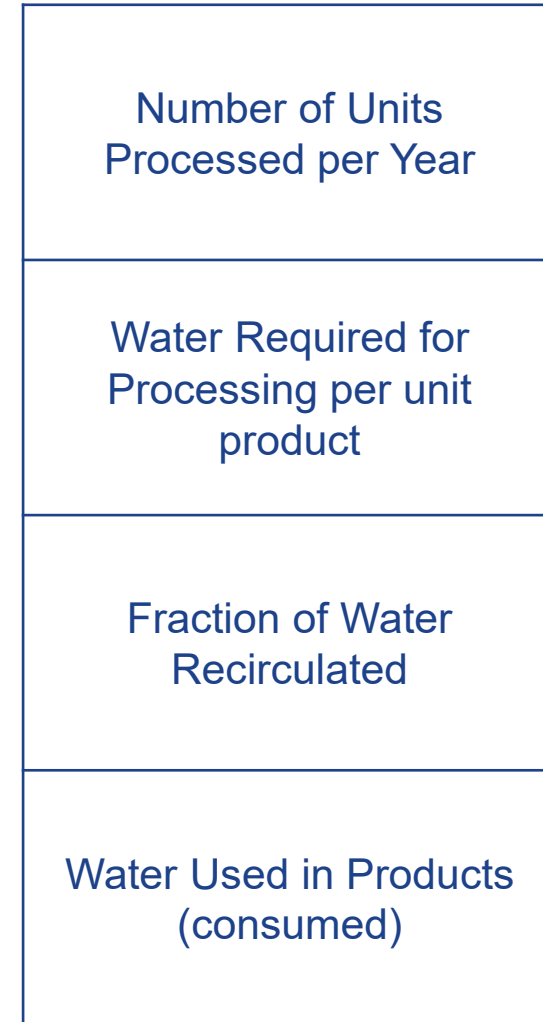 Number of Units
Processed per Year
Water Required for
Processing per unit
product
Fraction of Water
Recirculated
Water Used in Products
(consumed)